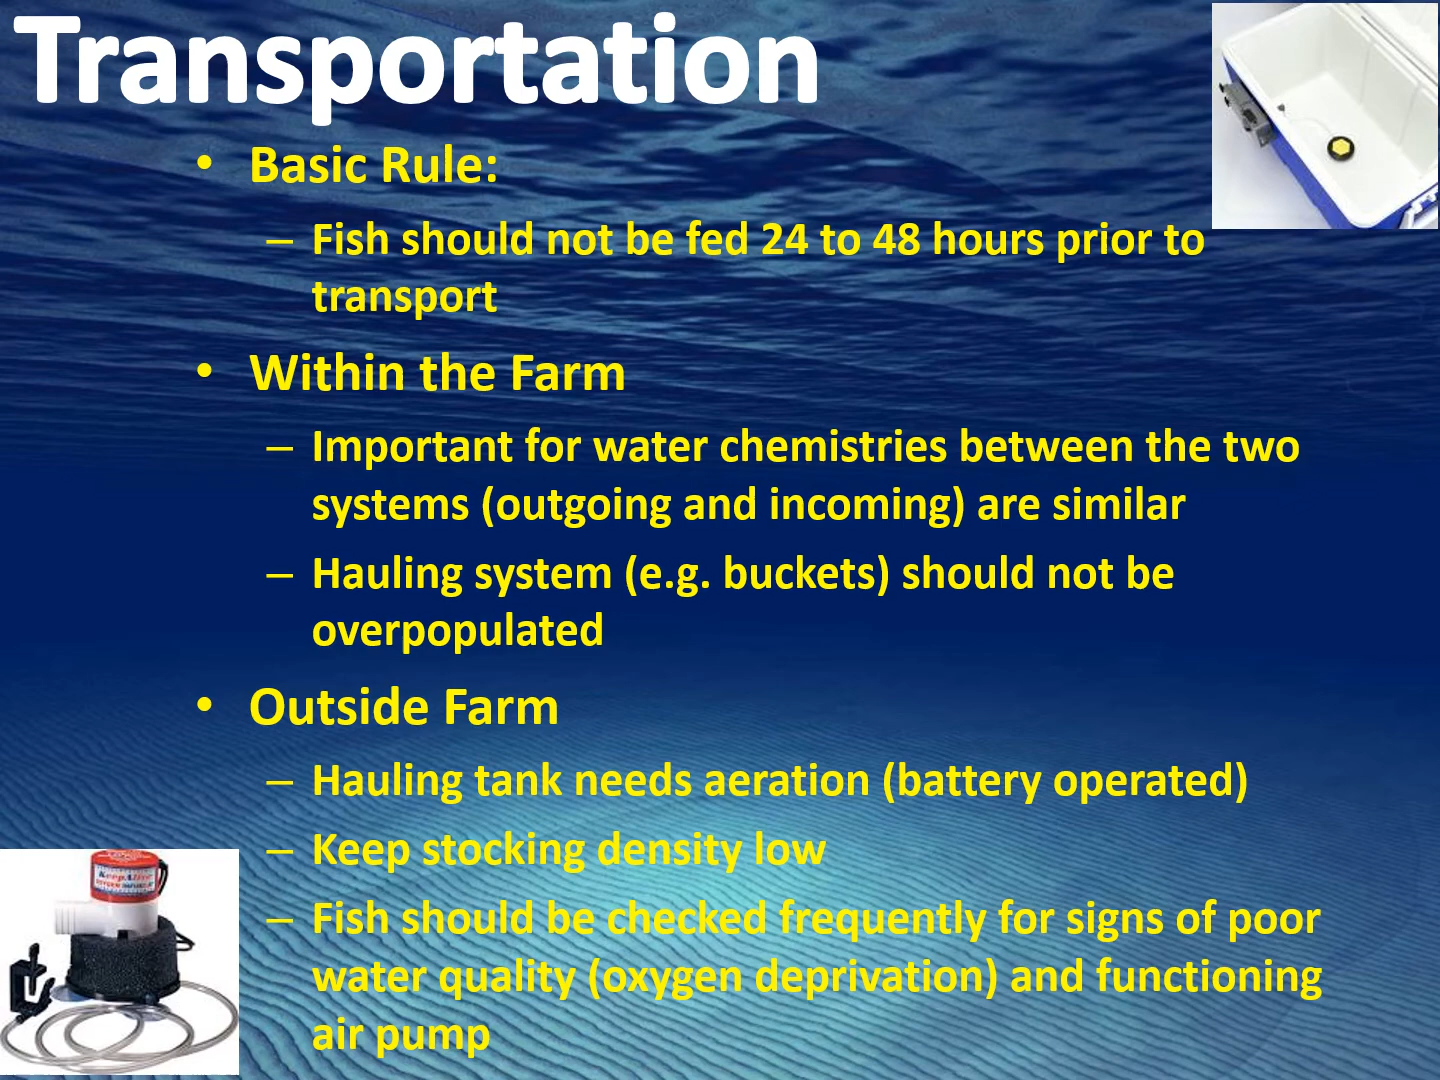 Transportation
• Basic Rule:
– Fish should not be fed 24 to 48 hours prior to
transport
• Within the Farm
– Important for water chemistries between the two
systems (outgoing and incoming) are similar
– Hauling system (e.g. buckets) should not be
overpopulated
• Outside Farm
– Hauling tank needs aeration (battery operated)
– Keep stocking density low
– Fish should be checked frequently for signs of poor
water quality (oxygen deprivation) and functioning
air pump
KeepAlive